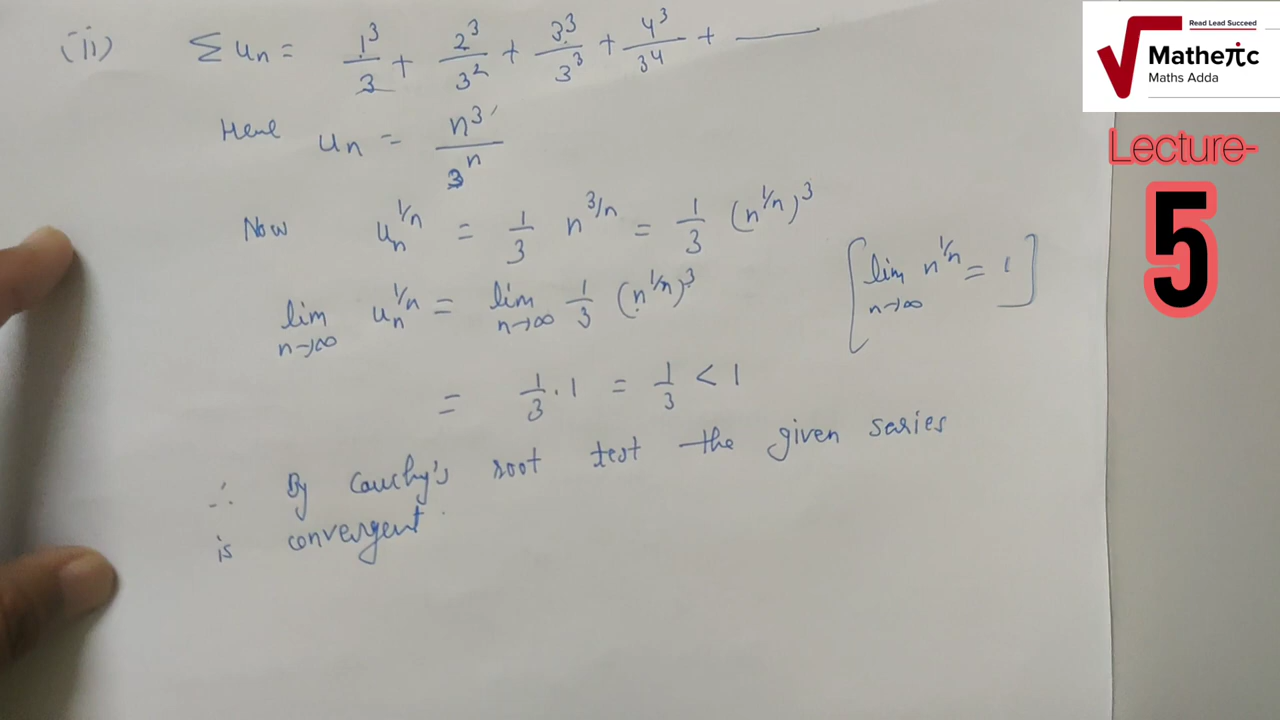 (ii) Σ uₙ = 1³/3 + 2³/3² + 3³/3³ + 4³/3⁴ + ——
Here uₙ = n³/3ⁿ
Now uₙ^(1/n) = 1/3 n^(3/n) = 1/3 (n^(1/n))³
lim n→∞ uₙ^(1/n) = lim n→∞ 1/3 (n^(1/n))³ [lim n→∞ n^(1/n) = 1]
= 1/3 · 1 = 1/3 < 1
∴ By Cauchy's root test the given series
is convergent.
Read Lead Succeed
Matheπc
Maths Adda
Lecture-
5